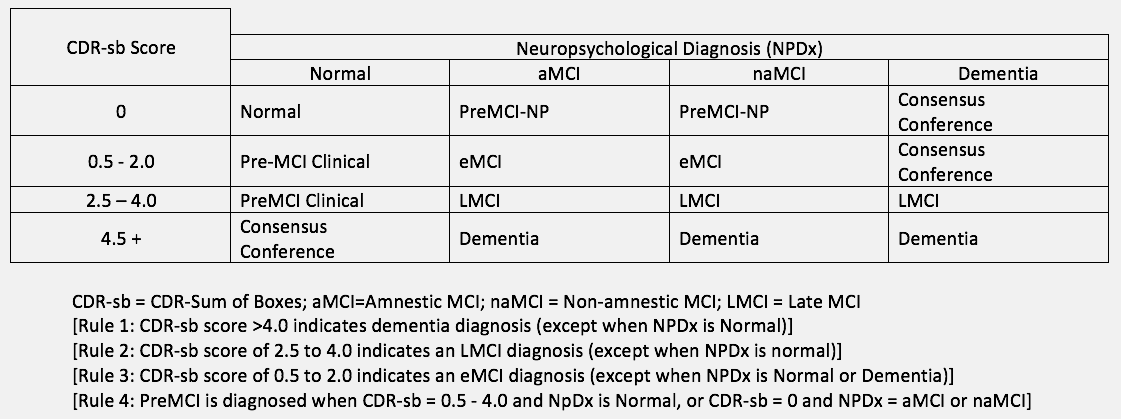 CDR-sb Score
Neuropsychological Diagnosis (NPDx)
Normal aMCI naMCI Dementia
0 Normal PreMCI-NP PreMCI-NP Consensus
Conference
0.5 - 2.0 Pre-MCI Clinical eMCI eMCI Consensus
Conference
2.5 – 4.0 PreMCI Clinical LMCI LMCI LMCI
4.5 + Consensus
Conference Dementia Dementia Dementia
CDR-sb = CDR-Sum of Boxes; aMCI=Amnestic MCI; naMCI = Non-amnestic MCI; LMCI = Late MCI
[Rule 1: CDR-sb score >4.0 indicates dementia diagnosis (except when NPDx is Normal)]
[Rule 2: CDR-sb score of 2.5 to 4.0 indicates an LMCI diagnosis (except when NPDx is normal)]
[Rule 3: CDR-sb score of 0.5 to 2.0 indicates an eMCI diagnosis (except when NPDx is Normal or Dementia)]
[Rule 4: PreMCI is diagnosed when CDR-sb = 0.5 - 4.0 and NpDx is Normal, or CDR-sb = 0 and NPDx = aMCI or naMCI]